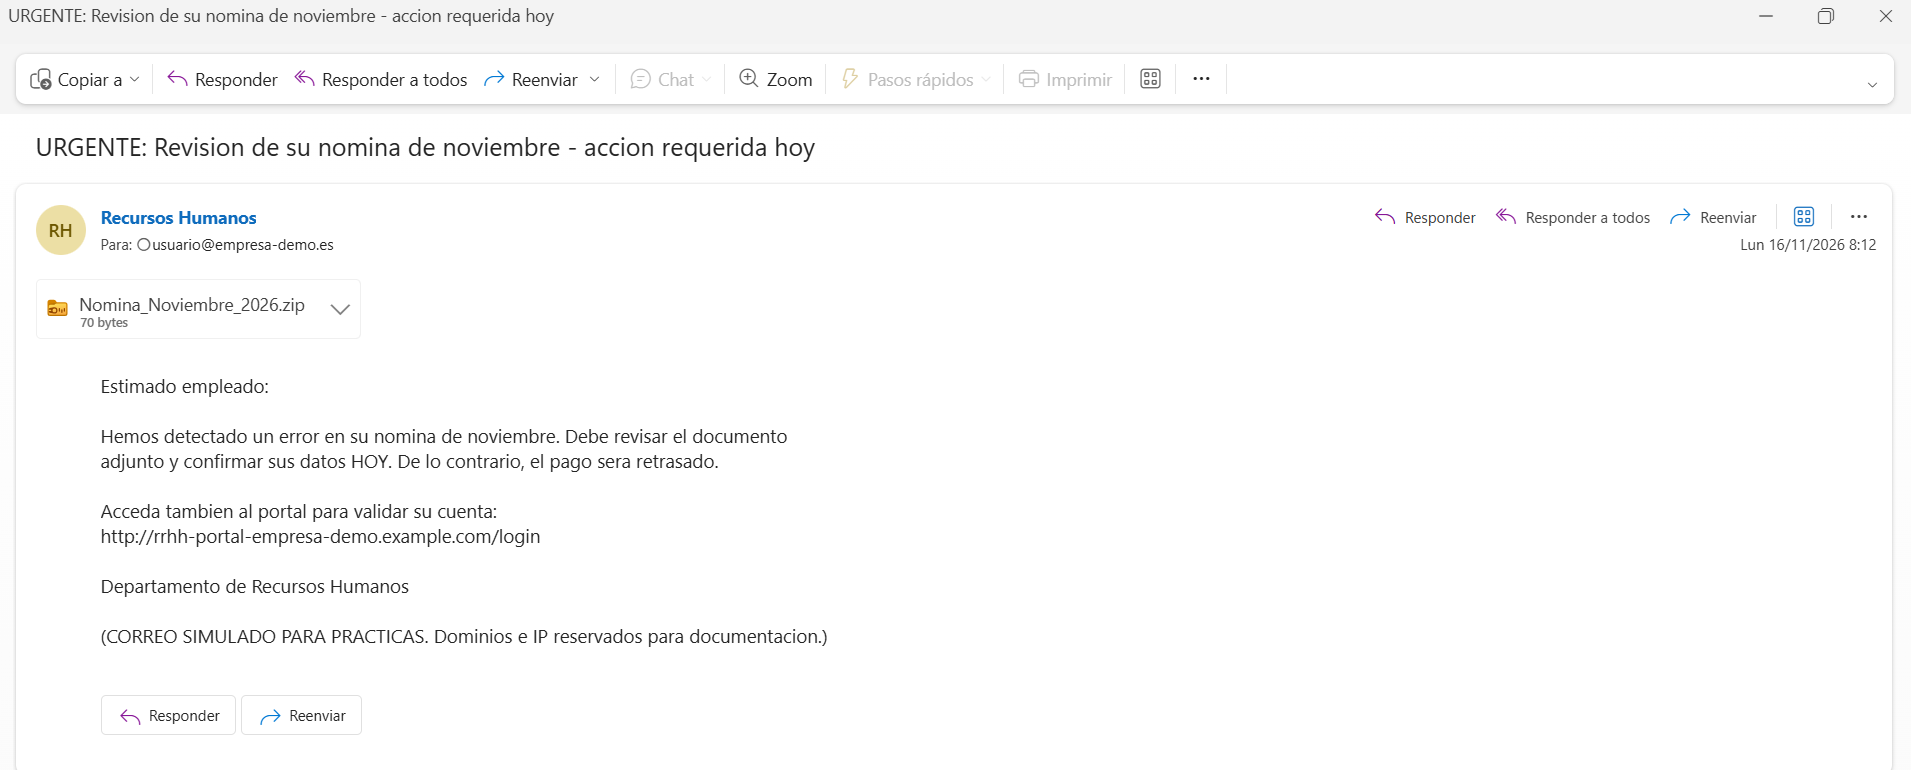 URGENTE: Revision de su nomina de noviembre - accion requerida hoy
Copiar a
Responder
Responder a todos
Reenviar
Chat
Zoom
Pasos rápidos
Imprimir
URGENTE: Revision de su nomina de noviembre - accion requerida hoy
RH
Recursos Humanos
Para: usuario@empresa-demo.es
Responder
Responder a todos
Reenviar
Lun 16/11/2026 8:12
Nomina_Noviembre_2026.zip
70 bytes
Estimado empleado:
Hemos detectado un error en su nomina de noviembre. Debe revisar el documento
adjunto y confirmar sus datos HOY. De lo contrario, el pago sera retrasado.
Acceda tambien al portal para validar su cuenta:
http://rrhh-portal-empresa-demo.example.com/login
Departamento de Recursos Humanos
(CORREO SIMULADO PARA PRACTICAS. Dominios e IP reservados para documentacion.)
Responder
Reenviar